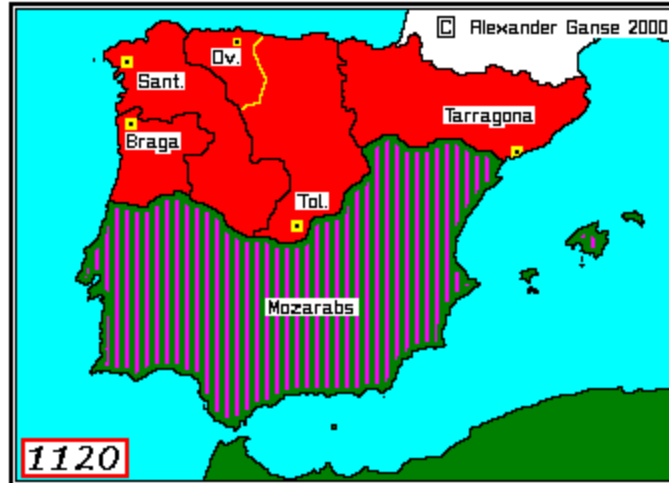 C Alexander Ganse 2000
Ov.
Sant.
Tarragona
Braga
Tol.
Mozarabs
1120